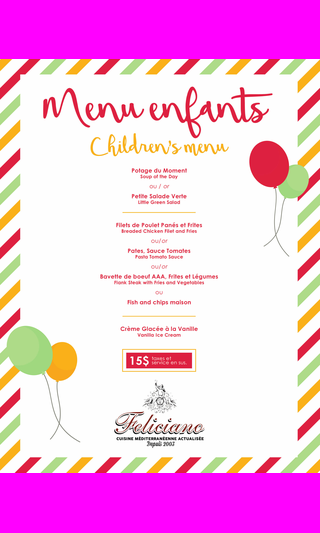 Menu enfants
Children's menu
Potage du Moment
Soup of the Day
ou / or
Petite Salade Verte
Little Green Salad
Filets de Poulet Panés et Frites
Breaded Chicken Filet and Fries
ou/or
Pates, Sauce Tomates
Pasta Tomato Sauce
ou/or
Bavette de boeuf AAA, Frites et Légumes
Flank Steak with Fries and Vegetables
ou
Fish and chips maison
Crème Glacée à la Vanille
Vanilla Ice Cream
15$ taxes et
service en sus.
Feliciano
CUISINE MÉDITERRANÉENNE ACTUALISÉE
Depuis 2007